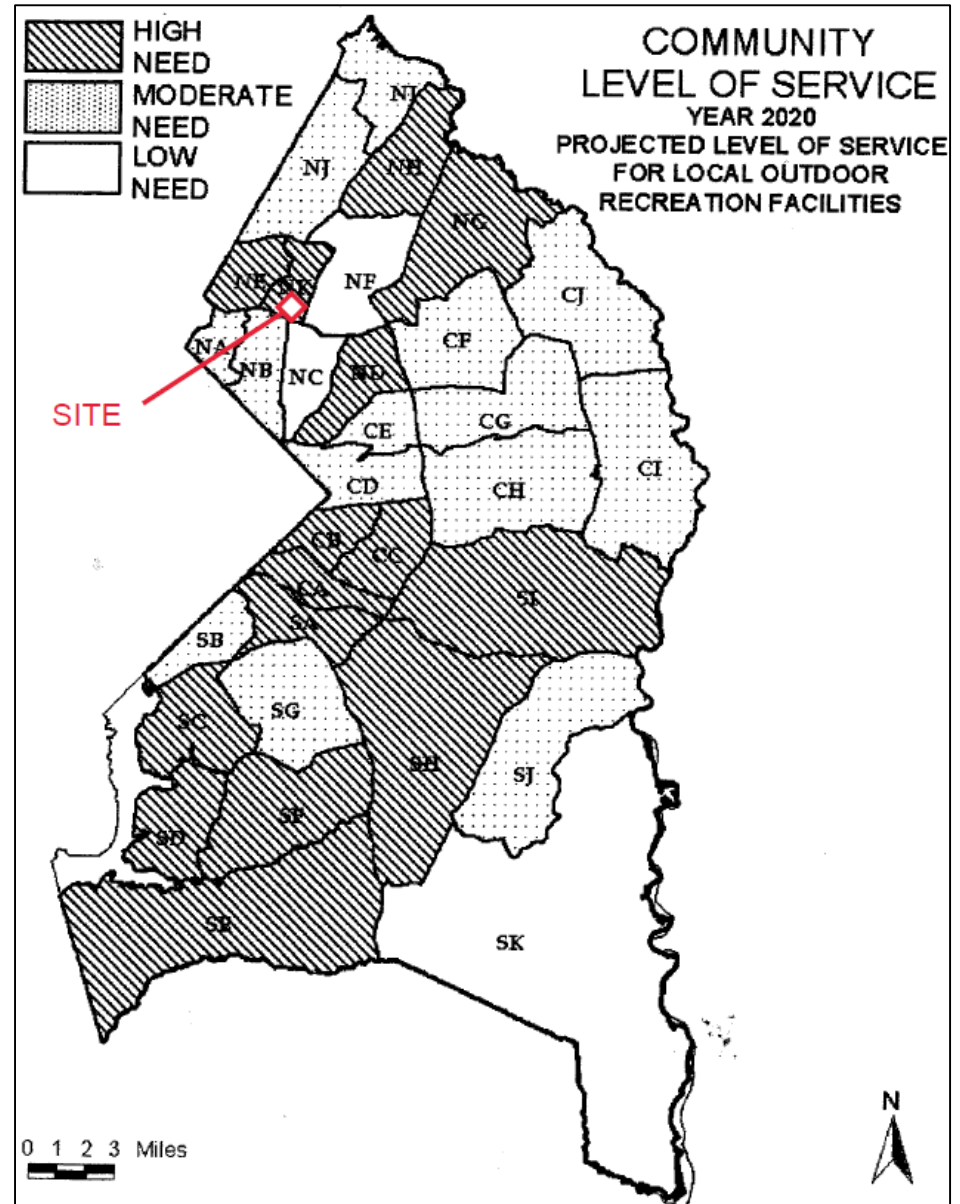 HIGH
NEED
MODERATE
NEED
LOW
NEED
COMMUNITY
LEVEL OF SERVICE
YEAR 2020
PROJECTED LEVEL OF SERVICE
FOR LOCAL OUTDOOR
RECREATION FACILITIES
NJ
NH
NG
NF
CJ
NA
NB
NC
ND
CF
SITE
CE
CG
CD
CH
CI
CB
CC
CA
SA
SI
SB
SC
SG
SH
SJ
SD
SF
SE
SK
N
0 1 2 3 Miles